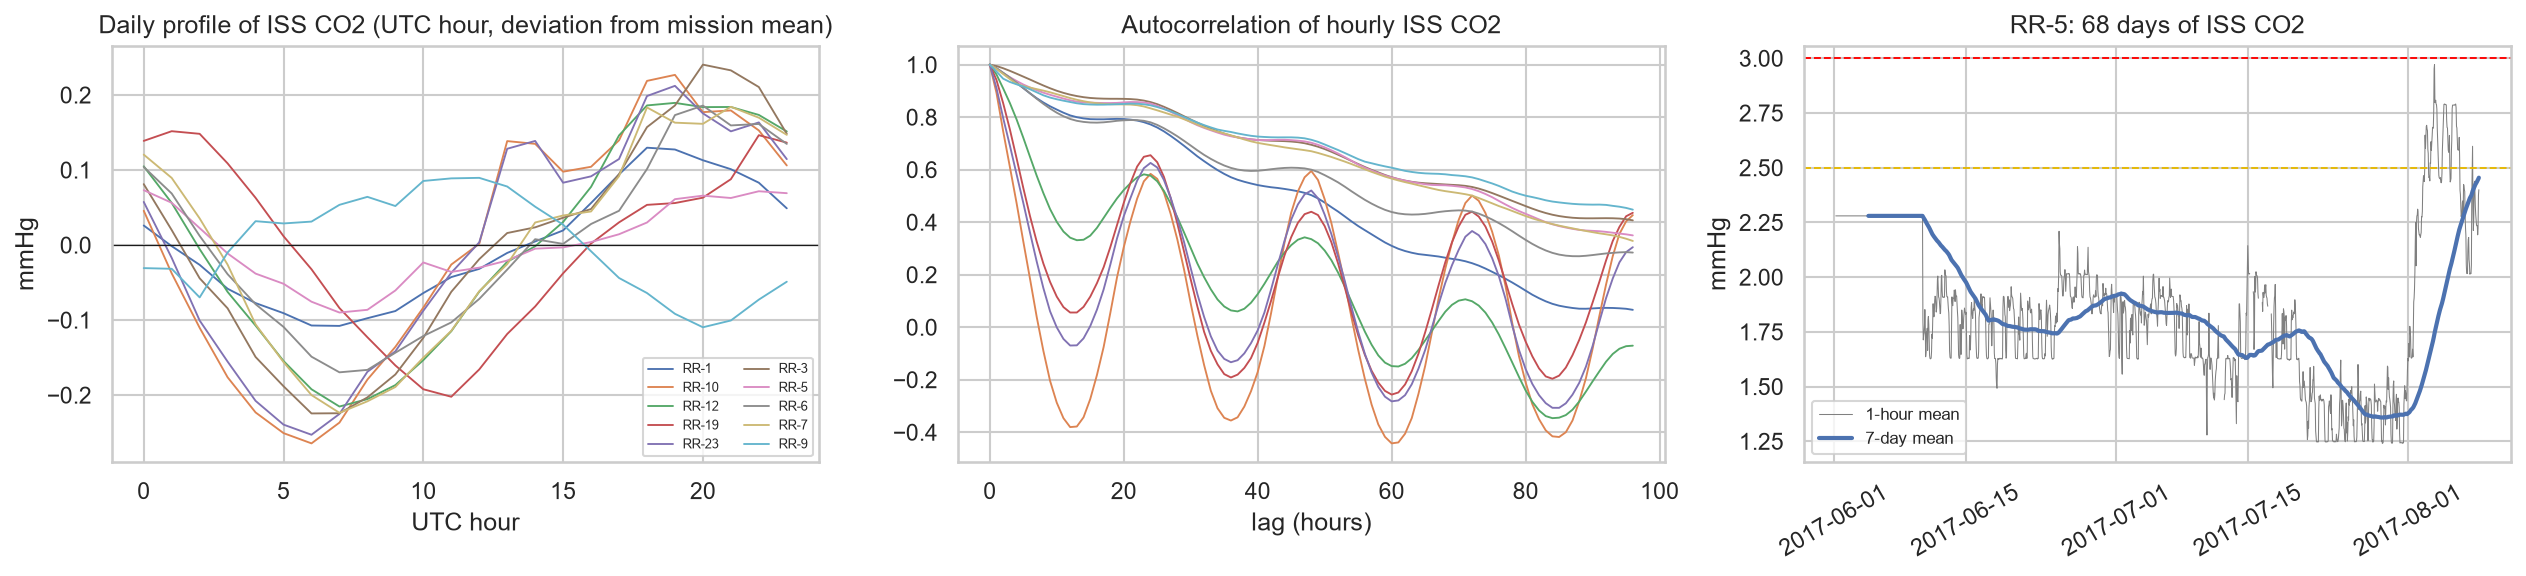 Daily profile of ISS CO2 (UTC hour, deviation from mission mean)
mmHg
0.2
0.1
0.0
−0.1
−0.2
0
5
10
15
20
UTC hour
RR-1
RR-10
RR-12
RR-19
RR-23
RR-3
RR-5
RR-6
RR-7
RR-9
Autocorrelation of hourly ISS CO2
1.0
0.8
0.6
0.4
0.2
0.0
−0.2
−0.4
0
20
40
60
80
100
lag (hours)
RR-5: 68 days of ISS CO2
mmHg
3.00
2.75
2.50
2.25
2.00
1.75
1.50
1.25
1-hour mean
7-day mean
2017-06-01
2017-06-15
2017-07-01
2017-07-15
2017-08-01